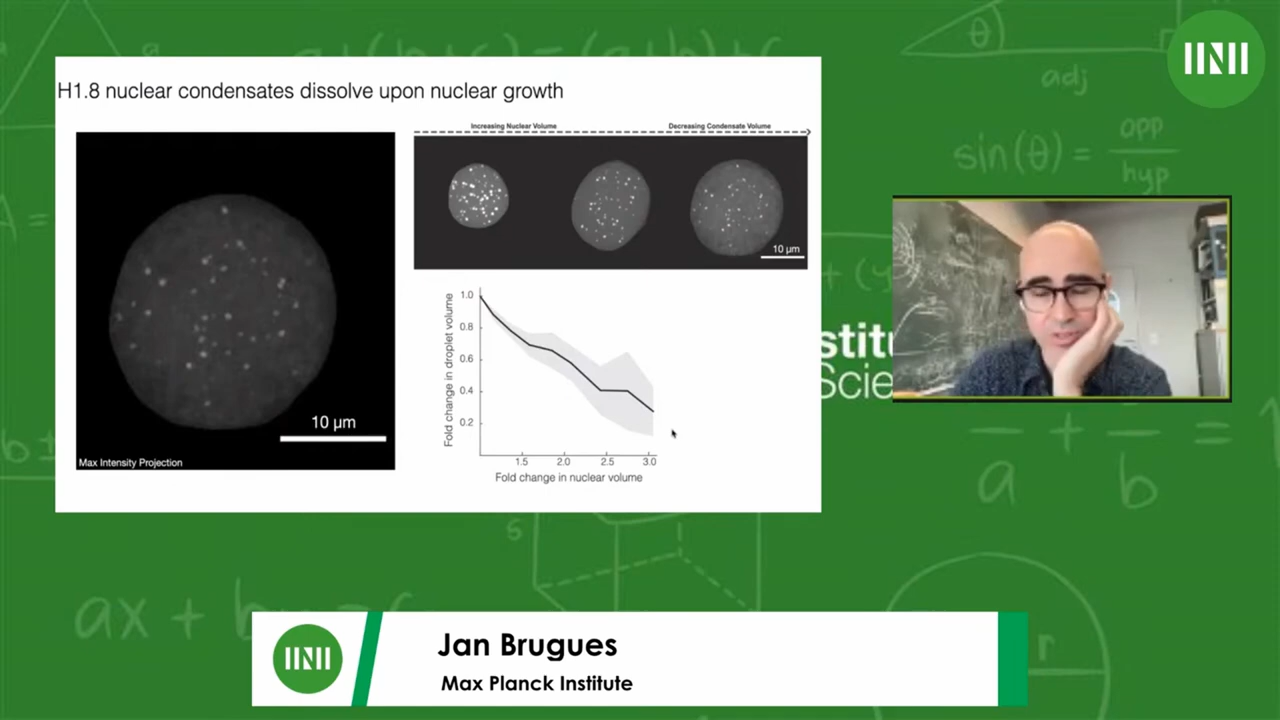 H1.8 nuclear condensates dissolve upon nuclear growth
10 μm
Max Intensity Projection
Increasing Nuclear Volume
Decreasing Condensate Volume
10 μm
Fold change in droplet volume
1.0
0.8
0.6
0.4
0.2
1.5 2.0 2.5 3.0
Fold change in nuclear volume
a + (b + c) = (a + b) + c
θ
adj
sin(θ) = opp
hyp
A =
stitu
Scie
a
b
s
r
ax + b
INI
INI
Jan Brugues
Max Planck Institute